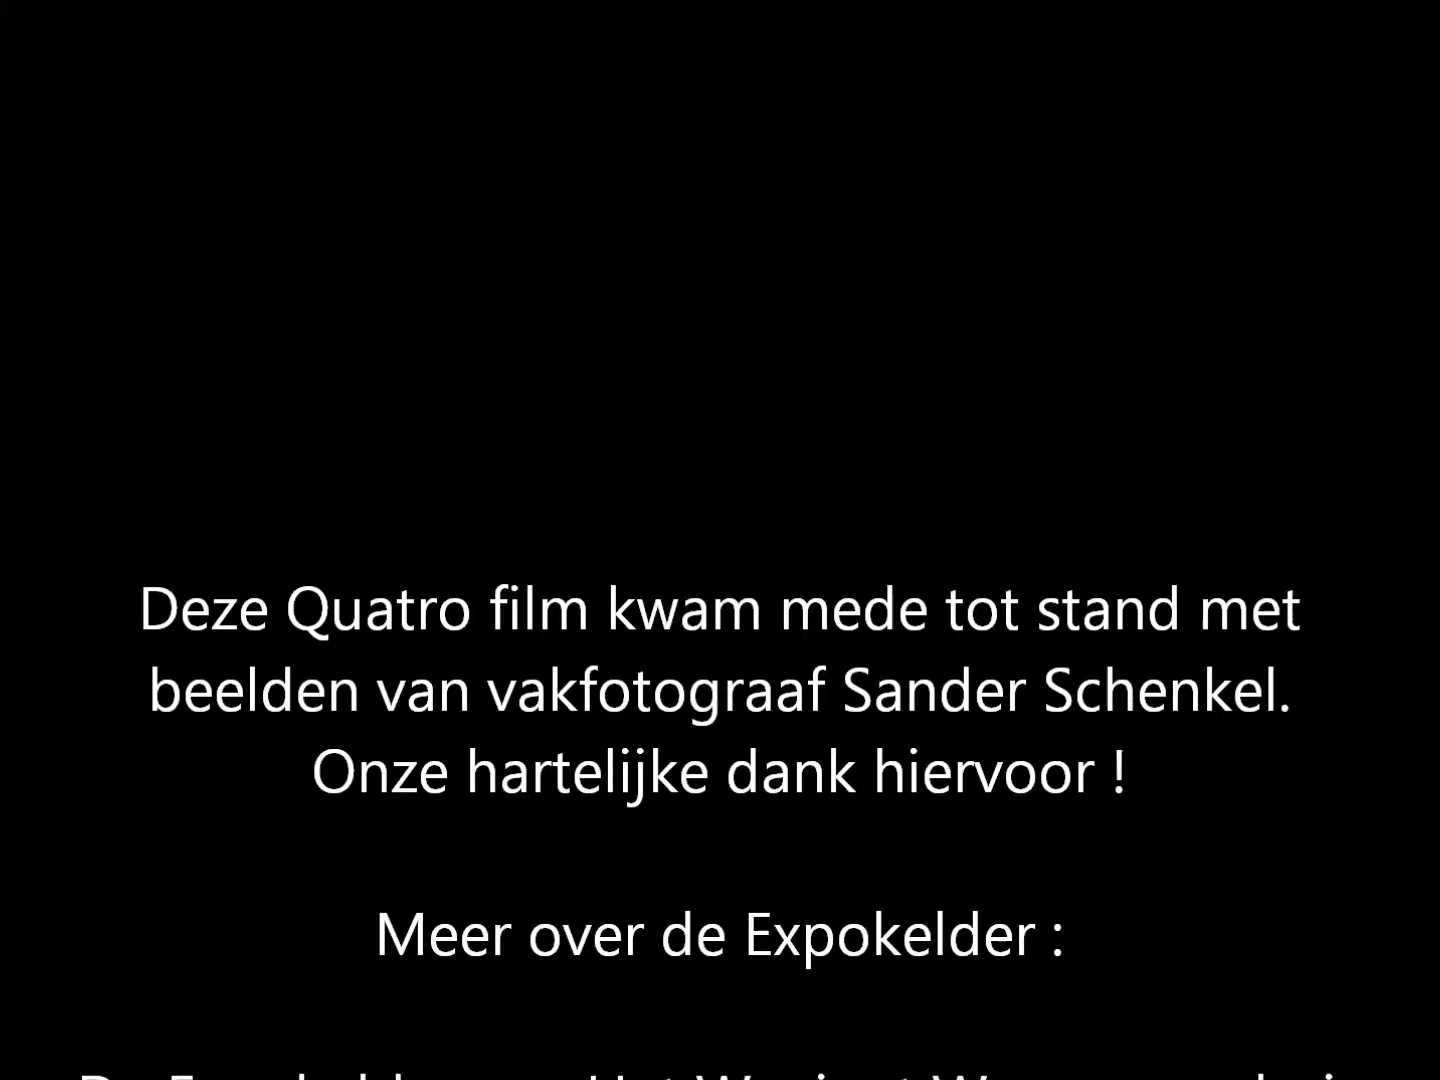 Deze Quatro film kwam mede tot stand met
beelden van vakfotograaf Sander Schenkel.
Onze hartelijke dank hiervoor !
Meer over de Expokelder :